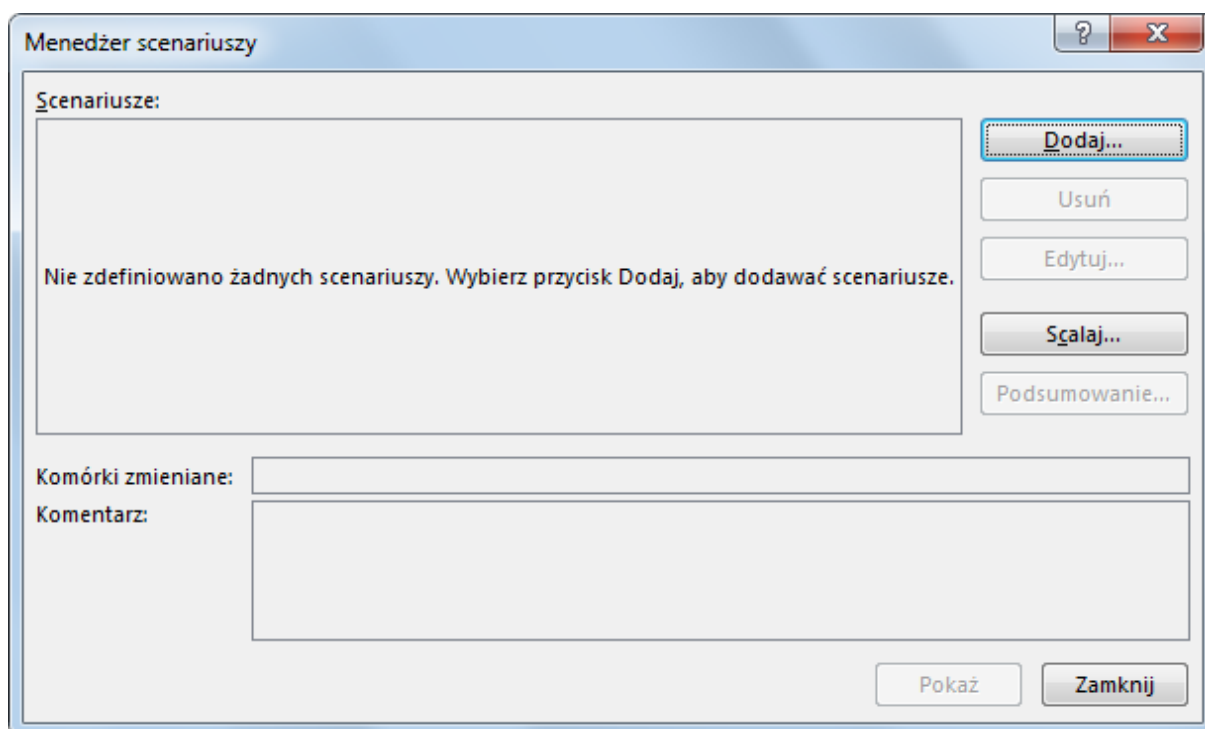 Menedżer scenariuszy
Scenariusze:
Dodaj...
Usuń
Edytuj...
Nie zdefiniowano żadnych scenariuszy. Wybierz przycisk Dodaj, aby dodawać scenariusze.
Scalaj...
Podsumowanie...
Komórki zmieniane:
Komentarz:
Pokaż
Zamknij